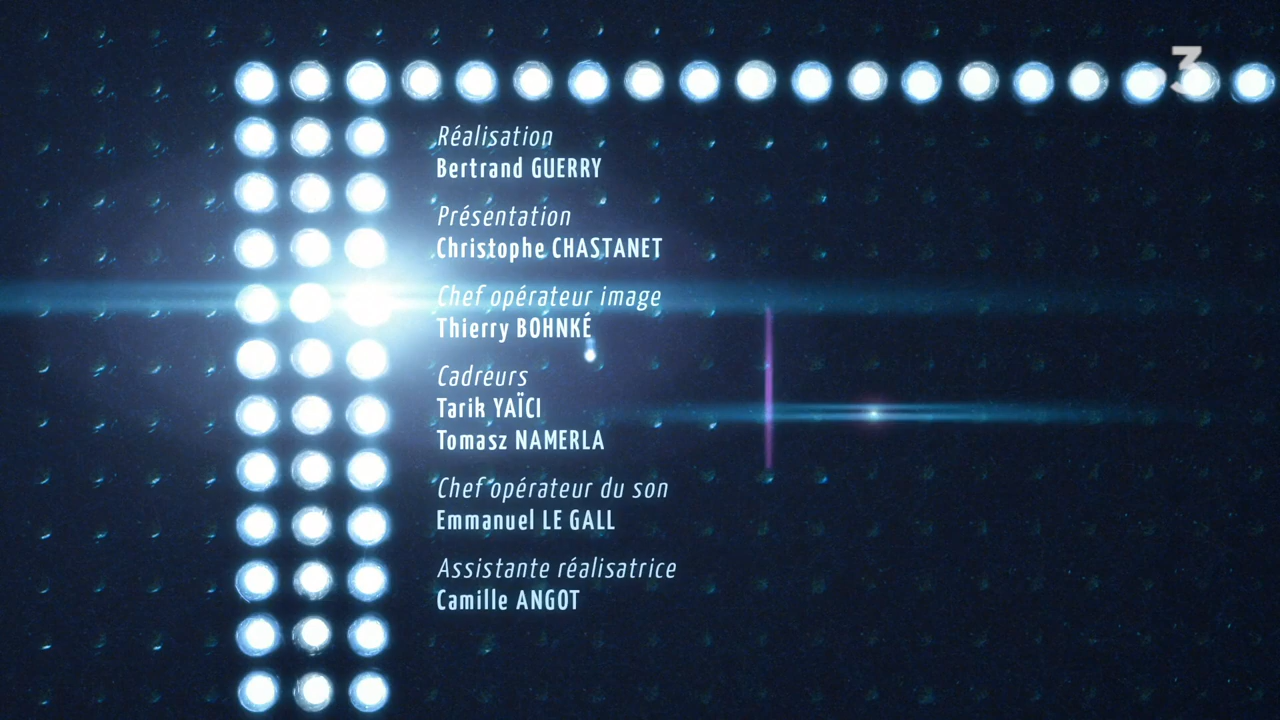 3
Réalisation
Bertrand GUERRY
Présentation
Christophe CHASTANET
Chef opérateur image
Thierry BOHNKÉ
Cadreurs
Tarik YAÏCI
Tomasz NAMERLA
Chef opérateur du son
Emmanuel LE GALL
Assistante réalisatrice
Camille ANGOT